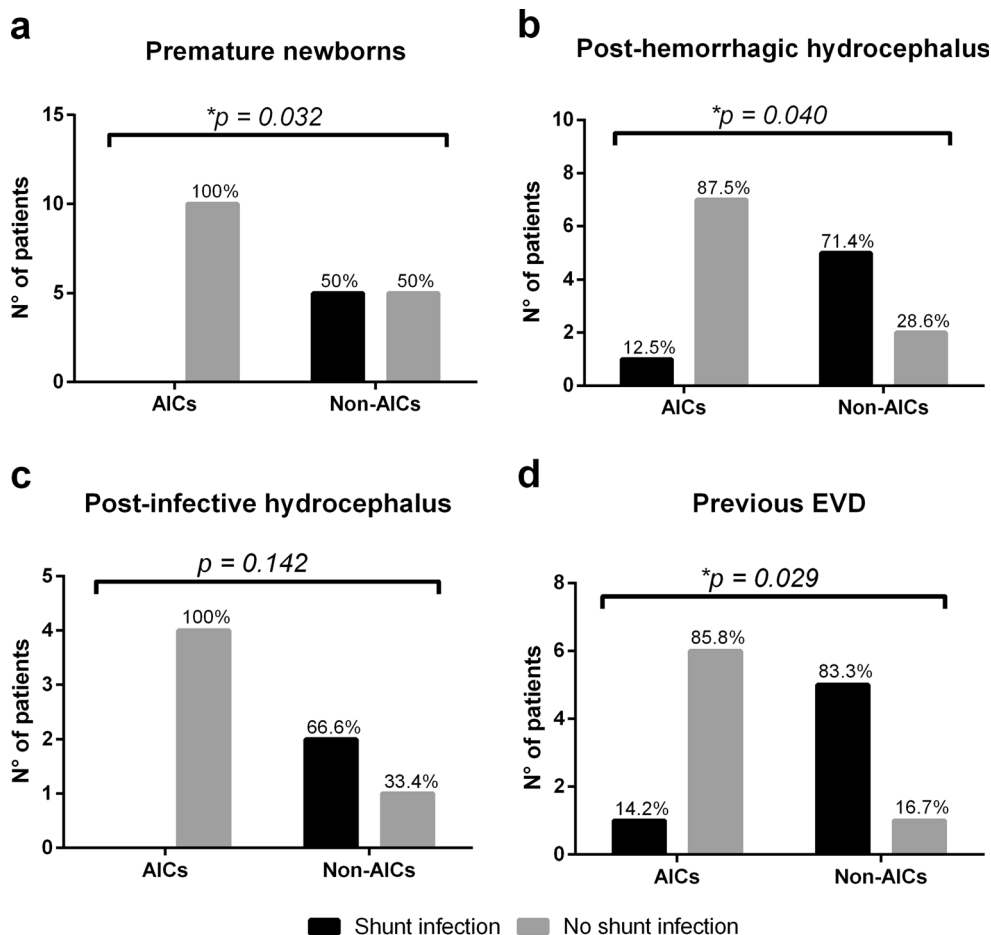 a
Premature newborns
*p = 0.032
N° of patients
15
10
5
0
100%
50%
50%
AICs
Non-AICs
b
Post-hemorrhagic hydrocephalus
*p = 0.040
N° of patients
10
8
6
4
2
0
12.5%
87.5%
71.4%
28.6%
AICs
Non-AICs
c
Post-infective hydrocephalus
p = 0.142
N° of patients
5
4
3
2
1
0
100%
66.6%
33.4%
AICs
Non-AICs
d
Previous EVD
*p = 0.029
N° of patients
8
6
4
2
0
14.2%
85.8%
83.3%
16.7%
AICs
Non-AICs
Shunt infection
No shunt infection